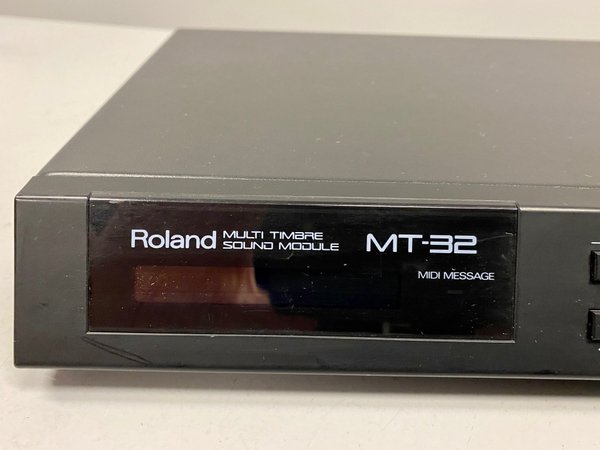 Roland MULTI TIMBRE SOUND MODULE MT-32
MIDI MESSAGE